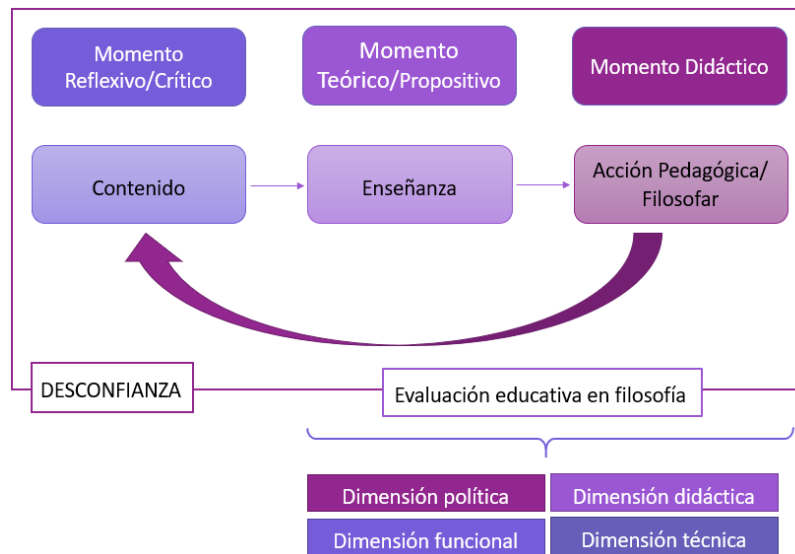 Momento
Reflexivo/Crítico
Momento
Teórico/Propositivo
Momento Didáctico
Contenido
Enseñanza
Acción Pedagógica/
Filosofar
DESCONFIANZA
Evaluación educativa en filosofía
Dimensión política
Dimensión didáctica
Dimensión funcional
Dimensión técnica